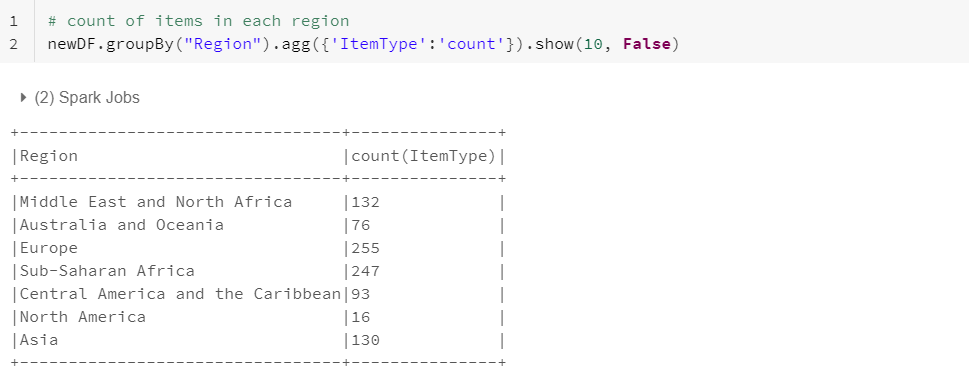 1 # count of items in each region
2 newDF.groupBy("Region").agg({'ItemType':'count'}).show(10, False)
(2) Spark Jobs
+---------------------------------+---------------+
|Region                           |count(ItemType)|
+---------------------------------+---------------+
|Middle East and North Africa     |132            |
|Australia and Oceania            |76             |
|Europe                           |255            |
|Sub-Saharan Africa               |247            |
|Central America and the Caribbean|93             |
|North America                    |16             |
|Asia                             |130            |
+---------------------------------+---------------+